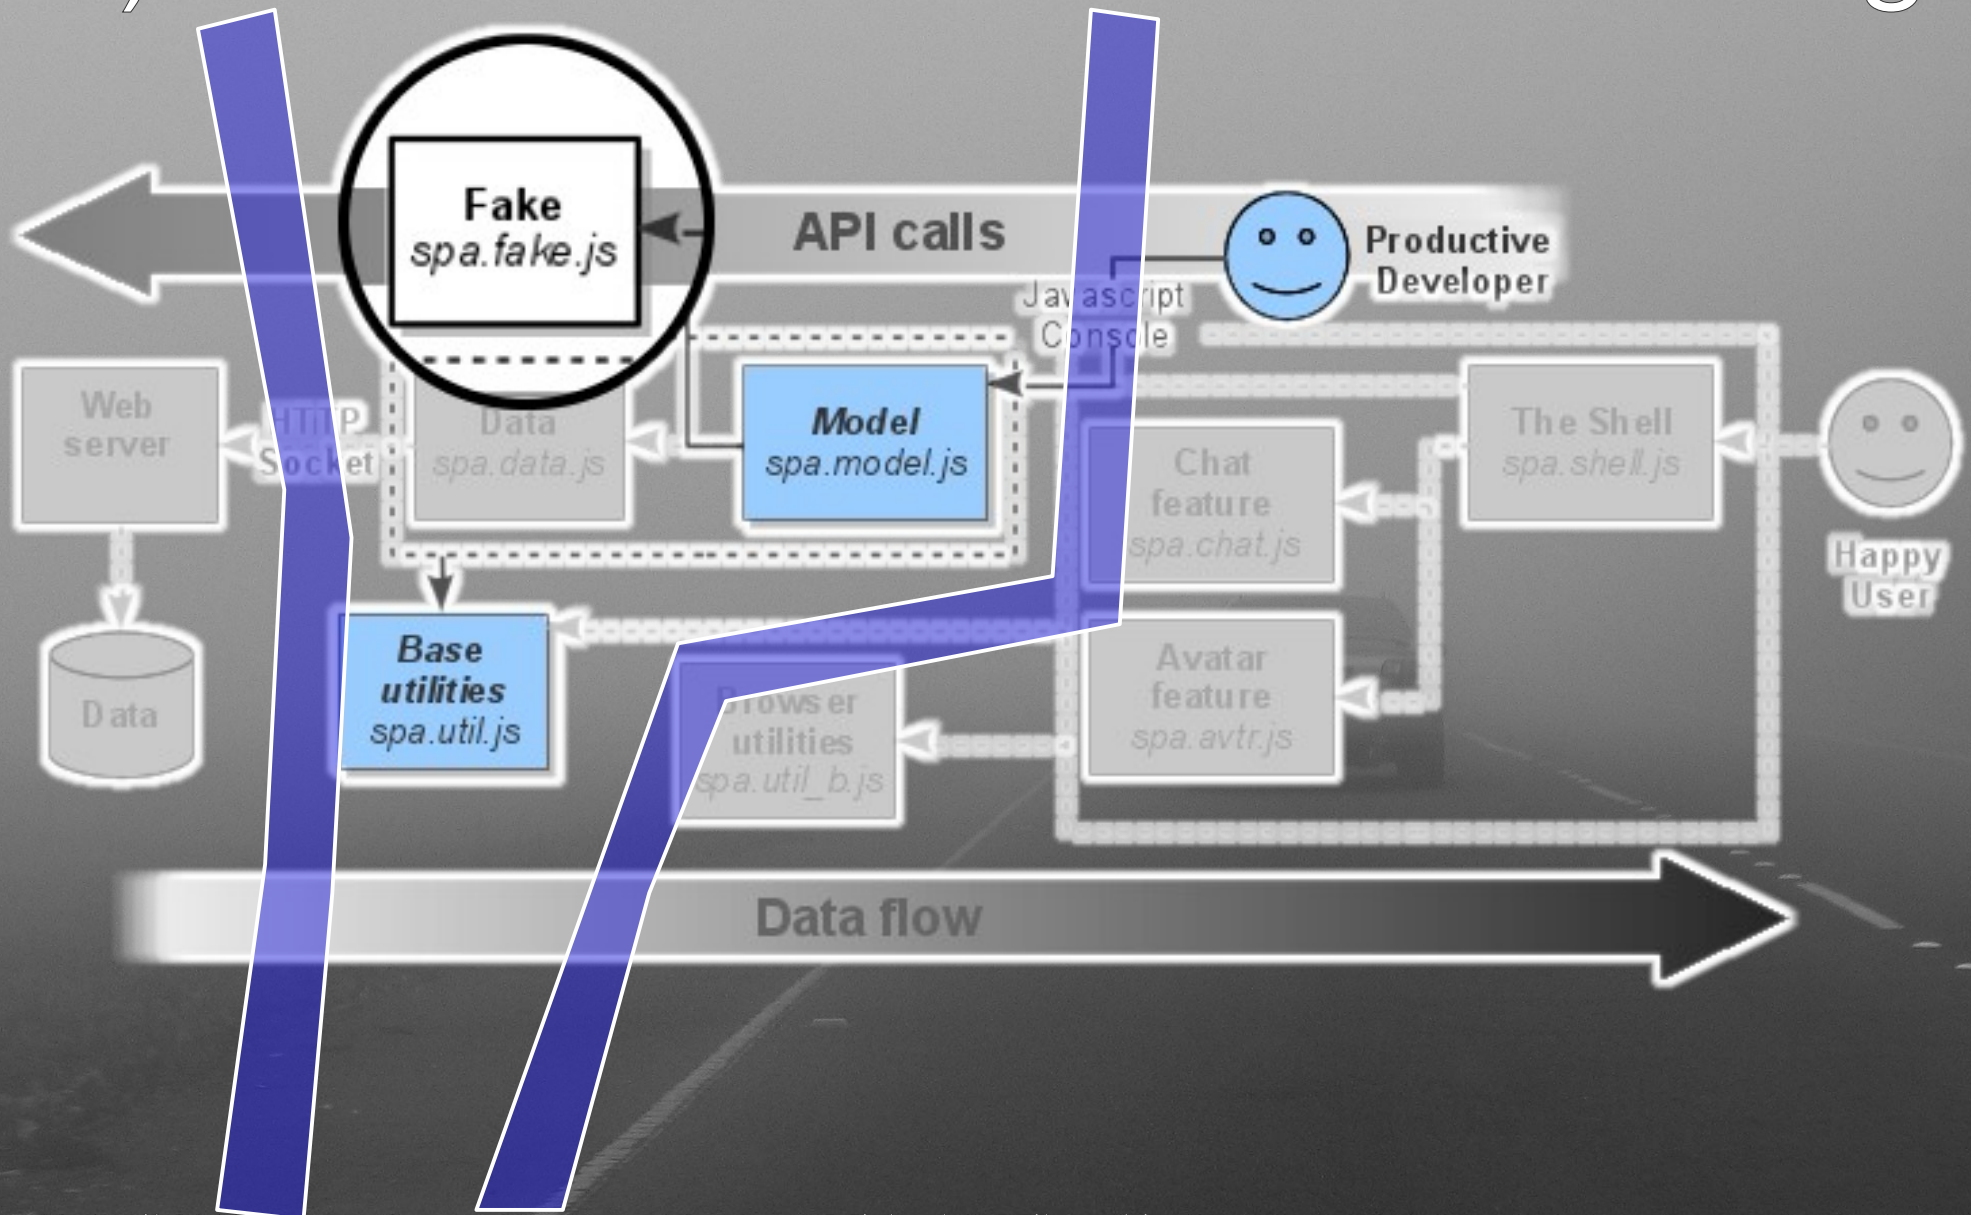 Fake
spa.fake.js
API calls
Productive
Developer
Javascript
Console
Web
server
HTTP
Socket
Data
spa.data.js
Model
spa.model.js
Chat
feature
spa.chat.js
The Shell
spa.shell.js
Happy
User
Base
utilities
spa.util.js
Data
Browser
utilities
spa.util_b.js
Avatar
feature
spa.avtr.js
Data flow